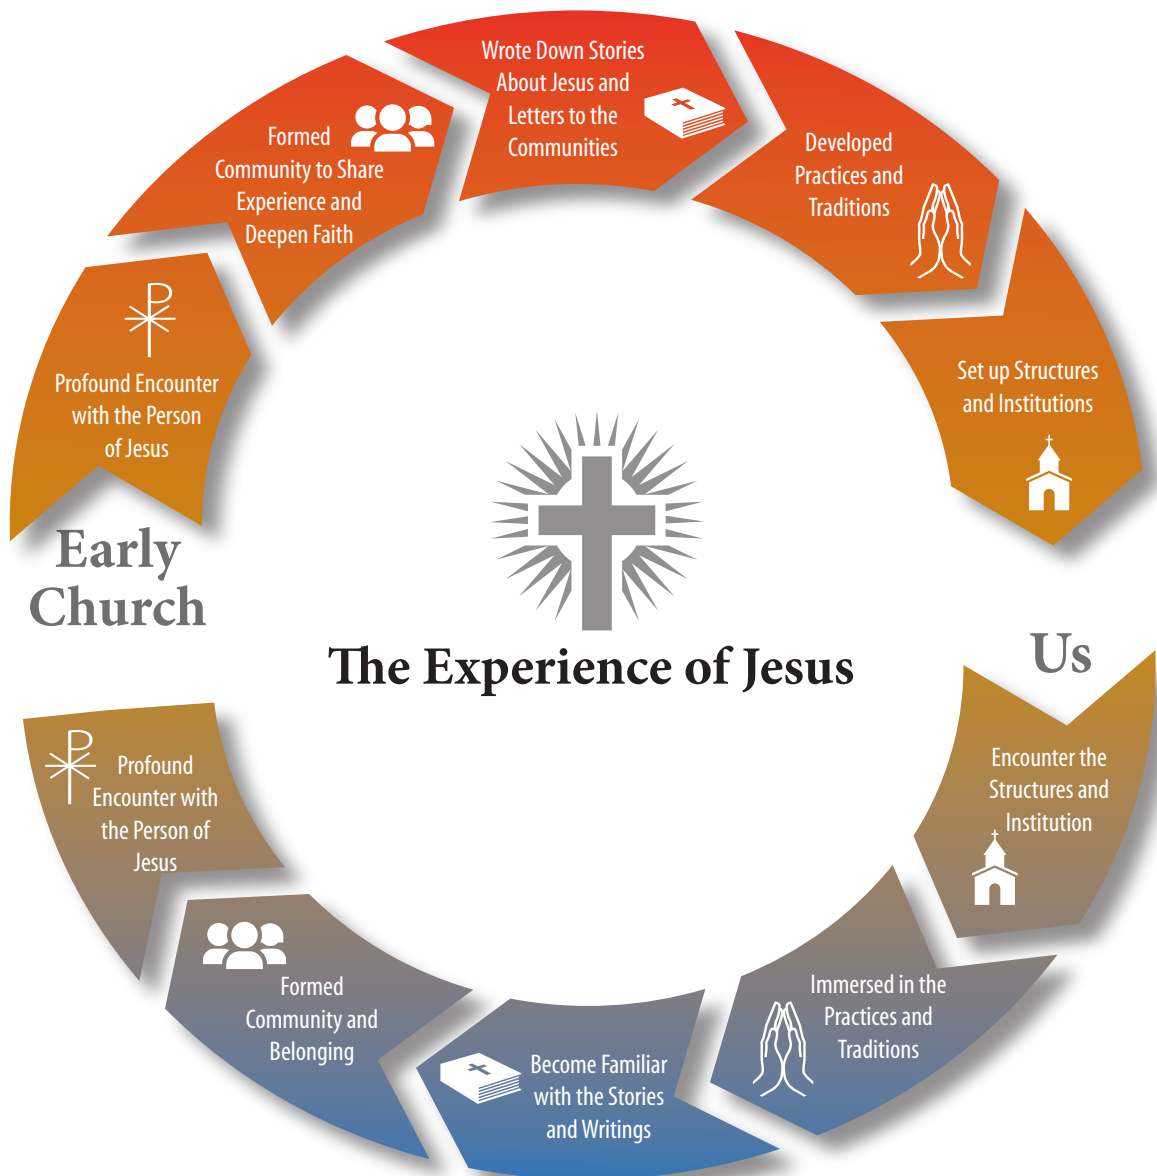 Wrote Down Stories
About Jesus and
Letters to the
Communities
Formed
Community to Share
Experience and
Deepen Faith
Developed
Practices and
Traditions
Profound Encounter
with the Person
of Jesus
Set up Structures
and Institutions
Early
Church
The Experience of Jesus
Us
Encounter the
Structures and
Institution
Immersed in the
Practices and
Traditions
Become Familiar
with the Stories
and Writings
Formed
Community and
Belonging
Profound
Encounter with
the Person of
Jesus